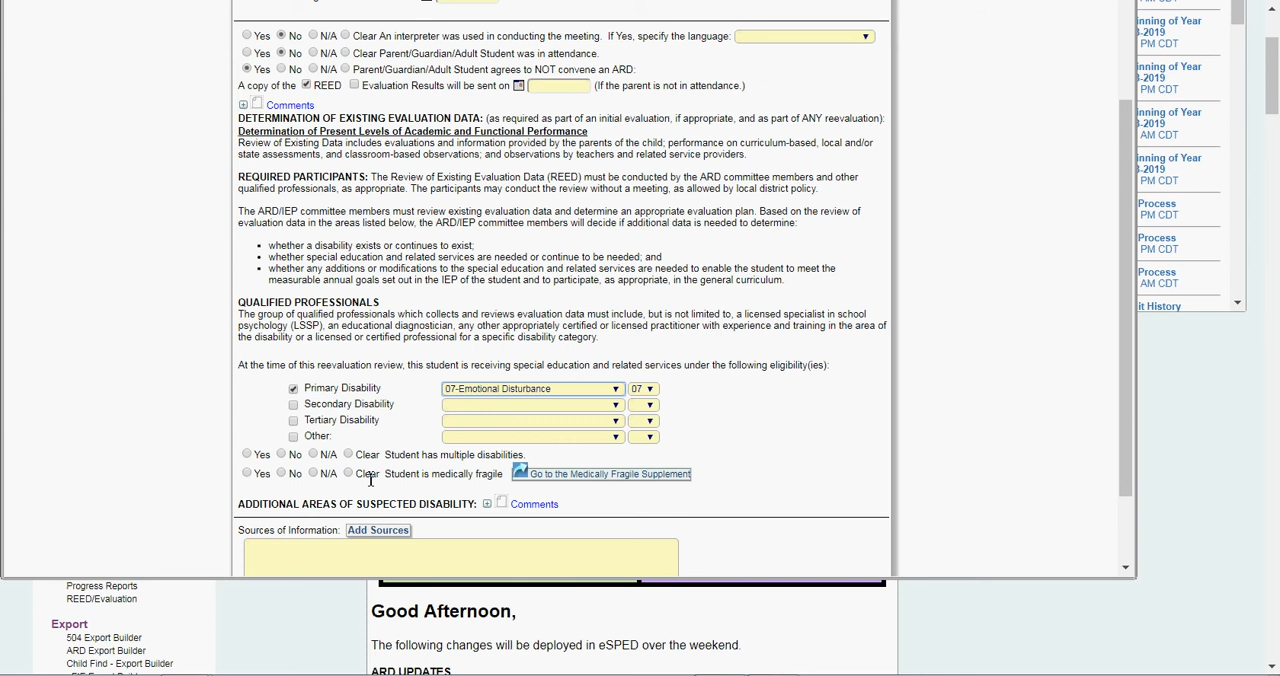 Yes No N/A Clear An interpreter was used in conducting the meeting. If Yes, specify the language:
Yes No N/A Clear Parent/Guardian/Adult Student was in attendance.
Yes No N/A Parent/Guardian/Adult Student agrees to NOT convene an ARD:
A copy of the REED Evaluation Results will be sent on (If the parent is not in attendance.)
Comments
DETERMINATION OF EXISTING EVALUATION DATA: (as required as part of an initial evaluation, if appropriate, and as part of ANY reevaluation):
Determination of Present Levels of Academic and Functional Performance
Review of Existing Data includes evaluations and information provided by the parents of the child; performance on curriculum-based, local and/or
state assessments, and classroom-based observations; and observations by teachers and related service providers.
REQUIRED PARTICIPANTS: The Review of Existing Evaluation Data (REED) must be conducted by the ARD committee members and other
qualified professionals, as appropriate. The participants may conduct the review without a meeting, as allowed by local district policy.
The ARD/IEP committee members must review existing evaluation data and determine an appropriate evaluation plan. Based on the review of
evaluation data in the areas listed below, the ARD/IEP committee members will decide if additional data is needed to determine:
• whether a disability exists or continues to exist;
• whether special education and related services are needed or continue to be needed; and
• whether any additions or modifications to the special education and related services are needed to enable the student to meet the
measurable annual goals set out in the IEP of the student and to participate, as appropriate, in the general curriculum.
QUALIFIED PROFESSIONALS
The group of qualified professionals which collects and reviews evaluation data must include, but is not limited to, a licensed specialist in school
psychology (LSSP), an educational diagnostician, any other appropriately certified or licensed practitioner with experience and training in the area of
the disability or a licensed or certified professional for a specific disability category.
At the time of this reevaluation review, this student is receiving special education and related services under the following eligibility(ies):
Primary Disability 07-Emotional Disturbance 07
Secondary Disability
Tertiary Disability
Other:
Yes No N/A Clear Student has multiple disabilities.
Yes No N/A Clear Student is medically fragile Go to the Medically Fragile Supplement
ADDITIONAL AREAS OF SUSPECTED DISABILITY: Comments
Sources of Information: Add Sources
inning of Year
-2019
PM CDT
inning of Year
-2019
PM CDT
inning of Year
-2019
AM CDT
inning of Year
-2019
PM CDT
Process
PM CDT
Process
PM CDT
Process
AM CDT
it History
Progress Reports
REED/Evaluation
Export
504 Export Builder
ARD Export Builder
Child Find - Export Builder
Good Afternoon,
The following changes will be deployed in eSPED over the weekend.
ARD UPDATES